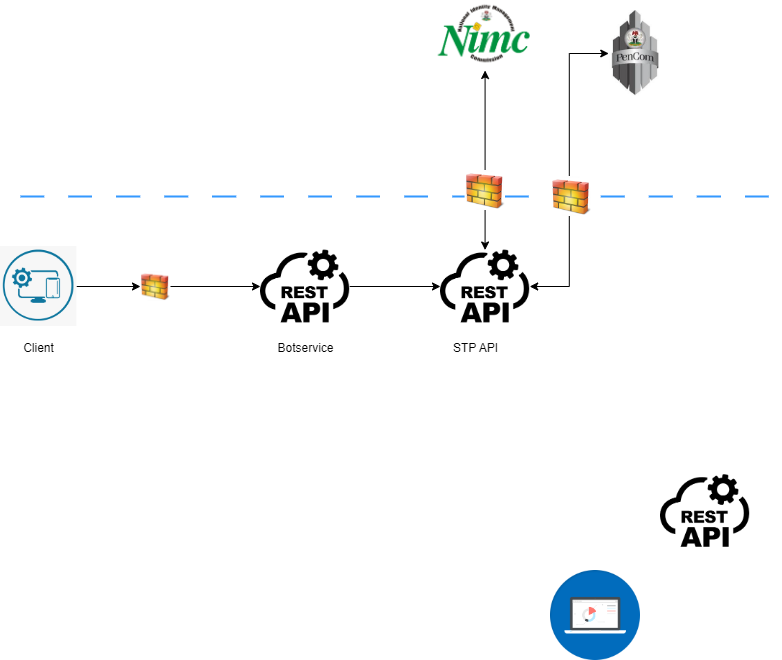 National Identity Management
Nimc
Commission
PenCom
REST
API
REST
API
Client
Botservice
STP API
REST
API